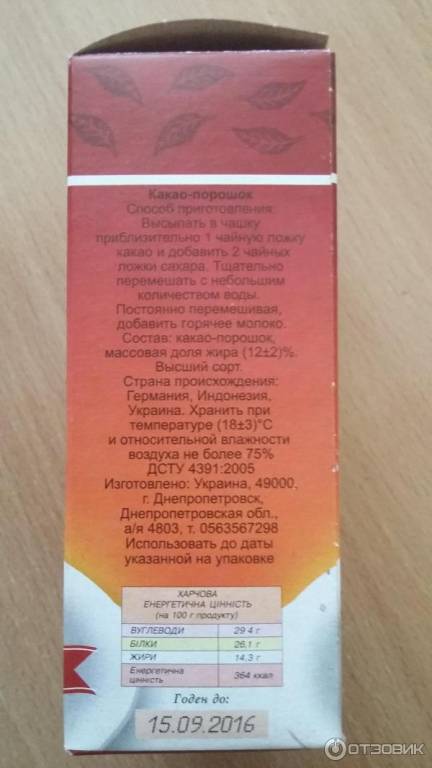 Какао-порошок
Способ приготовления:
Высыпать в чашку
приблизительно 1 чайную ложку
какао и добавить 2 чайных
ложки сахара. Тщательно
перемешать с небольшим
количеством воды.
Постоянно перемешивая,
добавить горячее молоко.
Состав: какао-порошок,
массовая доля жира (12±2)%.
Высший сорт.
Страна происхождения:
Германия, Индонезия,
Украина. Хранить при
температуре (18±3)°С
и относительной влажности
воздуха не более 75%
ДСТУ 4391:2005
Изготовлено: Украина, 49000,
г. Днепропетровск,
Днепропетровская обл.,
а/я 4803, т. 0563567298
Использовать до даты
указанной на упаковке
ХАРЧОВА
ЕНЕРГЕТИЧНА ЦІННІСТЬ
(на 100 г продукту)
ВУГЛЕВОДИ 29.4 г
БІЛКИ 26,1 г
ЖИРИ 14,3 г
Енергетична цінність 364 ккал
Годен до:
15.09.2016
ОТЗОВИК